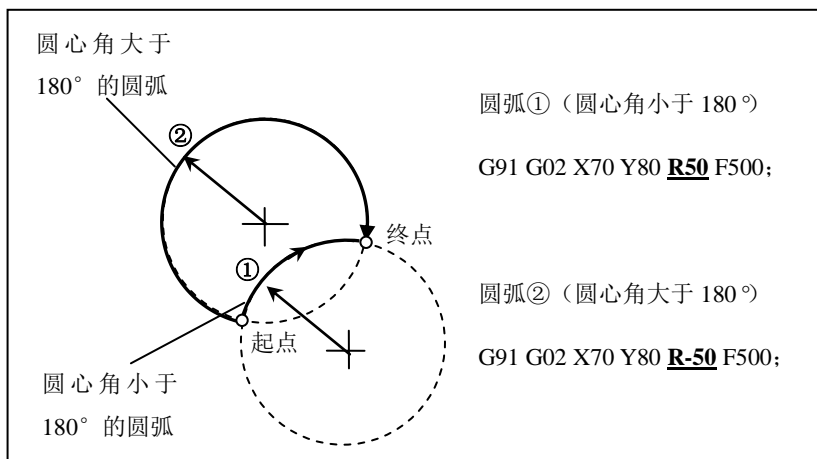 圆心角大于
180°的圆弧
②
①
终点
起点
圆心角小于
180°的圆弧
圆弧①（圆心角小于 180°）
G91 G02 X70 Y80 R50 F500；
圆弧②（圆心角大于 180°）
G91 G02 X70 Y80 R-50 F500；